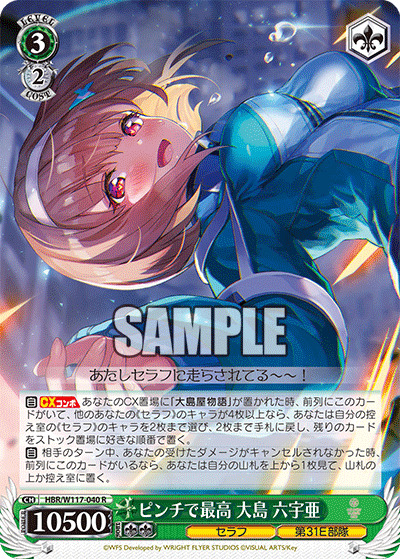 LEVEL
3
2
COST
SAMPLE
あたしセラフに走らされてる〜〜!
自 CXコンボ あなたのCX置場に「大島屋物語」が置かれた時、前列にこのカー
ドがいて、他のあなたの《セラフ》のキャラが4枚以上なら、あなたは自分の控
え室の《セラフ》のキャラを2枚まで選び、2枚まで手札に戻し、残りのカード
をストック置場に好きな順番で置く。
自 相手のターン中、あなたの受けたダメージがキャンセルされなかった時、
前列にこのカードがいるなら、あなたは自分の山札を上から1枚見て、山札の
上か控え室に置く。
CH HBR/W117-040 R
10500
ピンチで最高 大島 六宇亜
セラフ
第31E部隊
©WFS Developed by WRIGHT FLYER STUDIOS ©VISUAL ARTS/Key